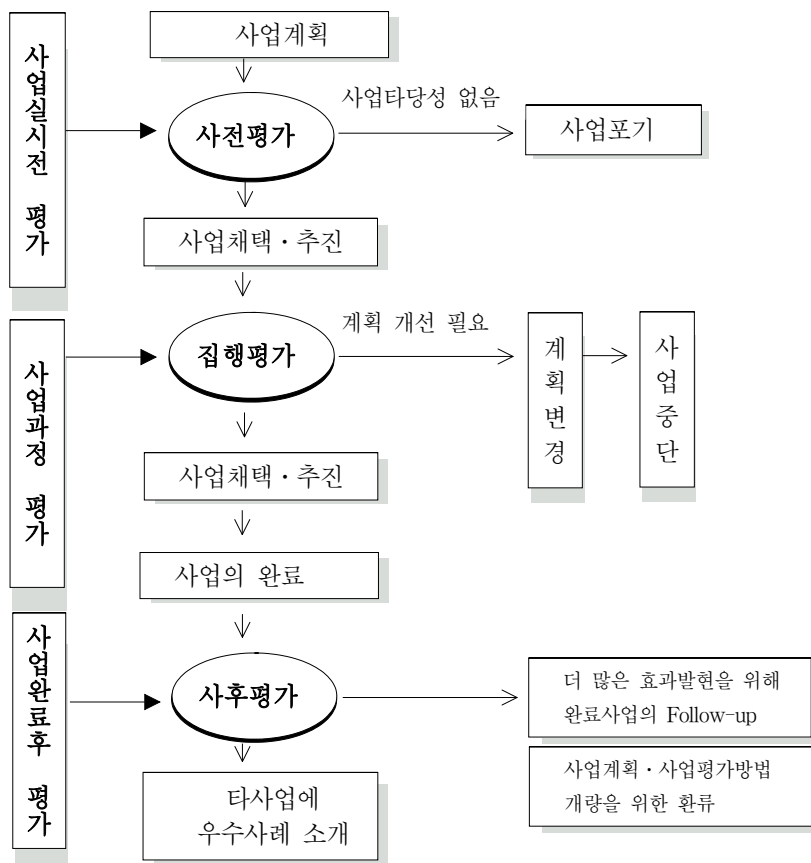 사업실시전 평가
사업계획
사전평가
사업타당성 없음
사업포기
사업채택·추진
사업과정 평가
집행평가
계획 개선 필요
계획변경
사업중단
사업채택·추진
사업의 완료
사업완료후 평가
사후평가
더 많은 효과발현을 위해
완료사업의 Follow-up
사업계획·사업평가방법
개량을 위한 환류
타사업에
우수사례 소개